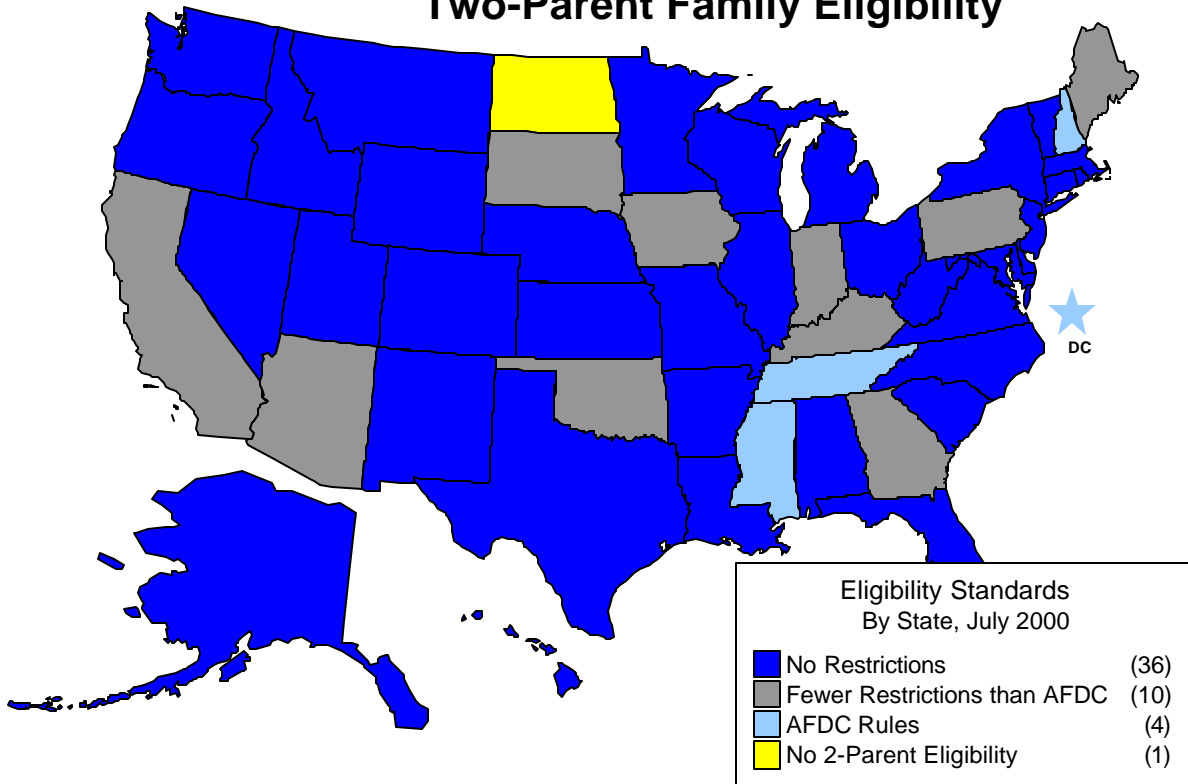 Two-Parent Family Eligibility
DC
Eligibility Standards
By State, July 2000
No Restrictions (36)
Fewer Restrictions than AFDC (10)
AFDC Rules (4)
No 2-Parent Eligibility (1)